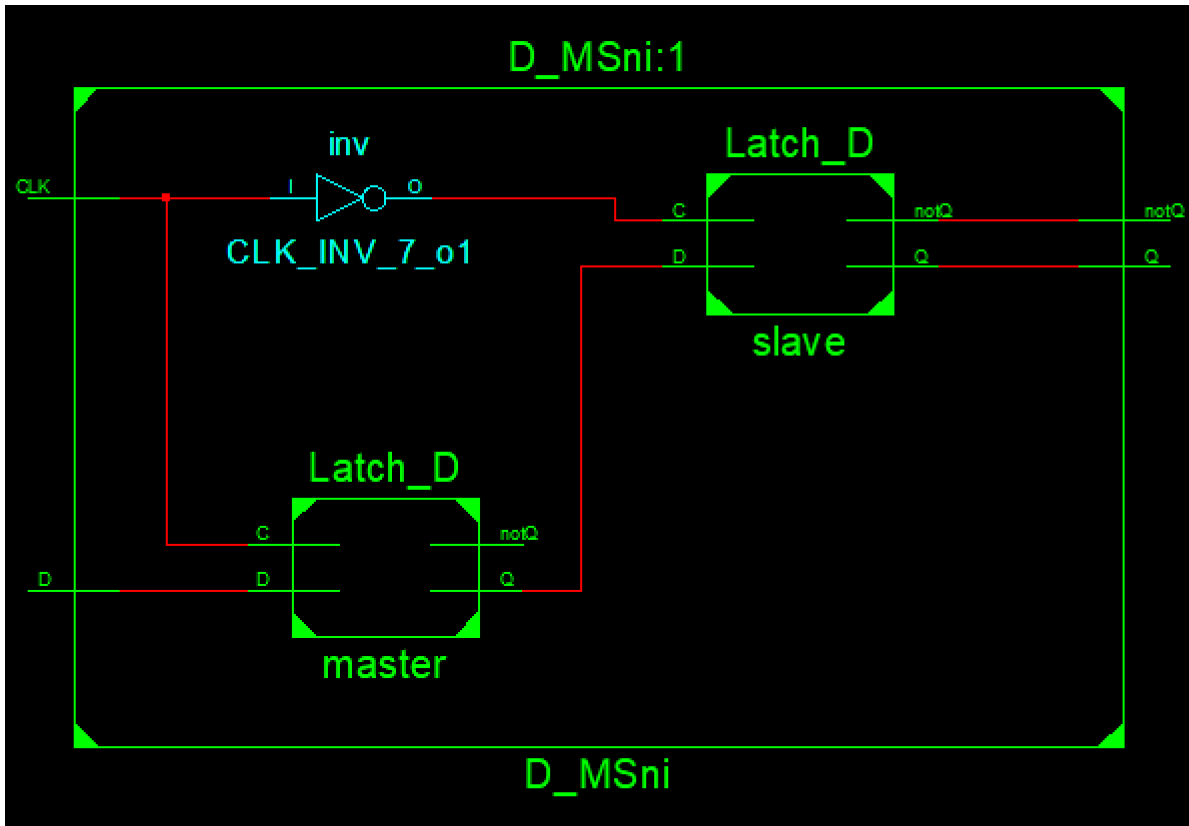 D_MSni:1
inv
Latch_D
CLK
I
O
C
notQ
notQ
CLK_INV_7_o1
D
Q
Q
slave
Latch_D
C
notQ
D
D
Q
master
D_MSni